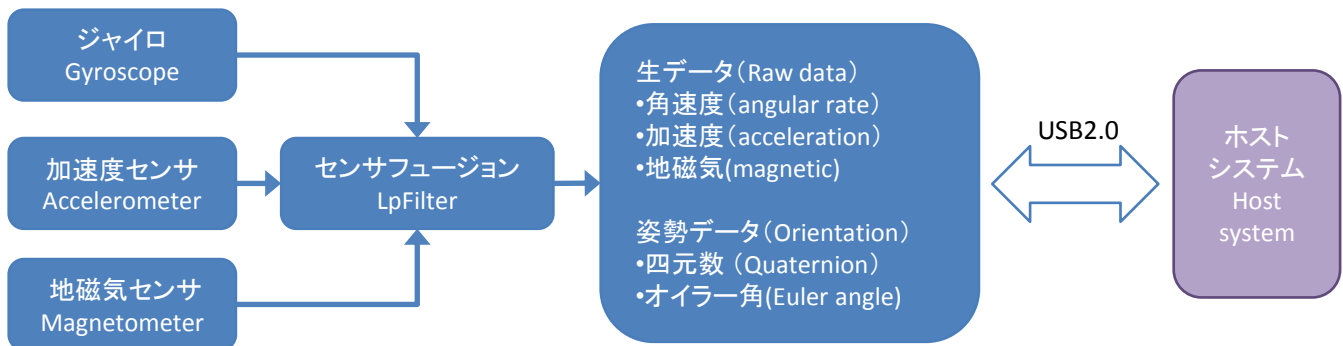 ジャイロ
Gyroscope
加速度センサ
Accelerometer
地磁気センサ
Magnetometer
センサフュージョン
LpFilter
生データ（Raw data）
•角速度（angular rate）
•加速度（acceleration）
•地磁気(magnetic)
姿勢データ（Orientation）
•四元数（Quaternion）
•オイラー角(Euler angle)
USB2.0
ホスト
システム
Host
system